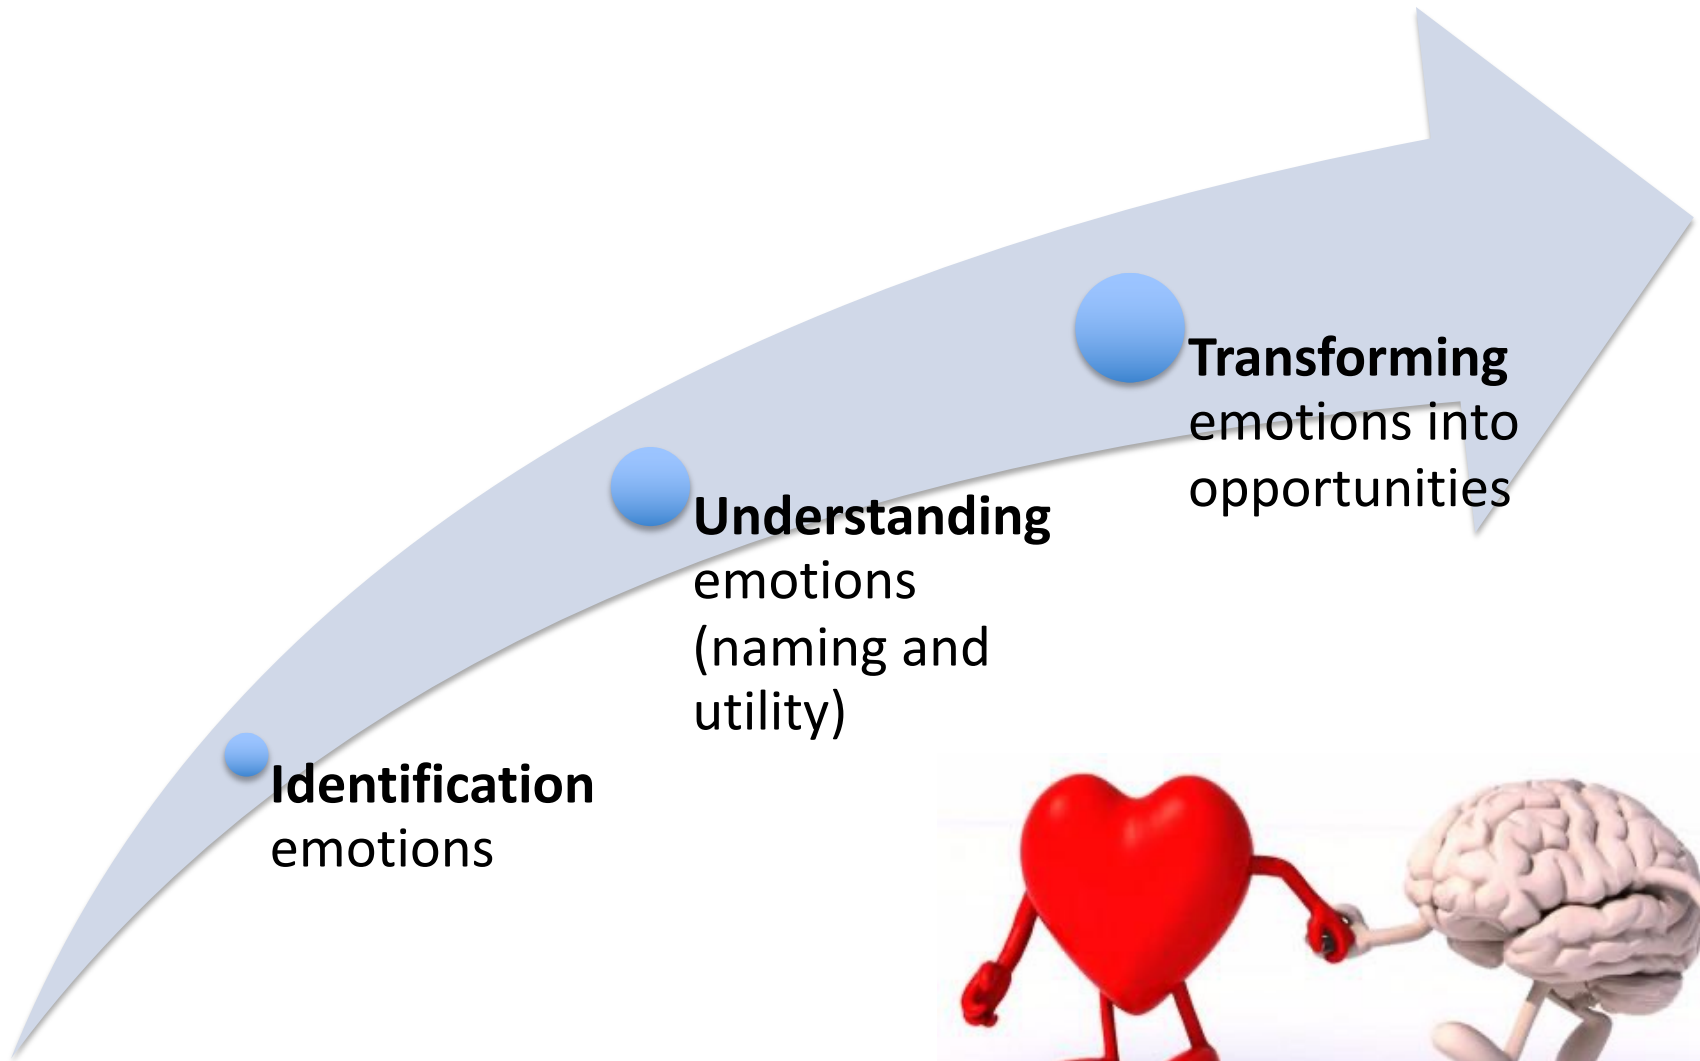 Identification
emotions
Understanding
emotions
(naming and
utility)
Transforming
emotions into
opportunities